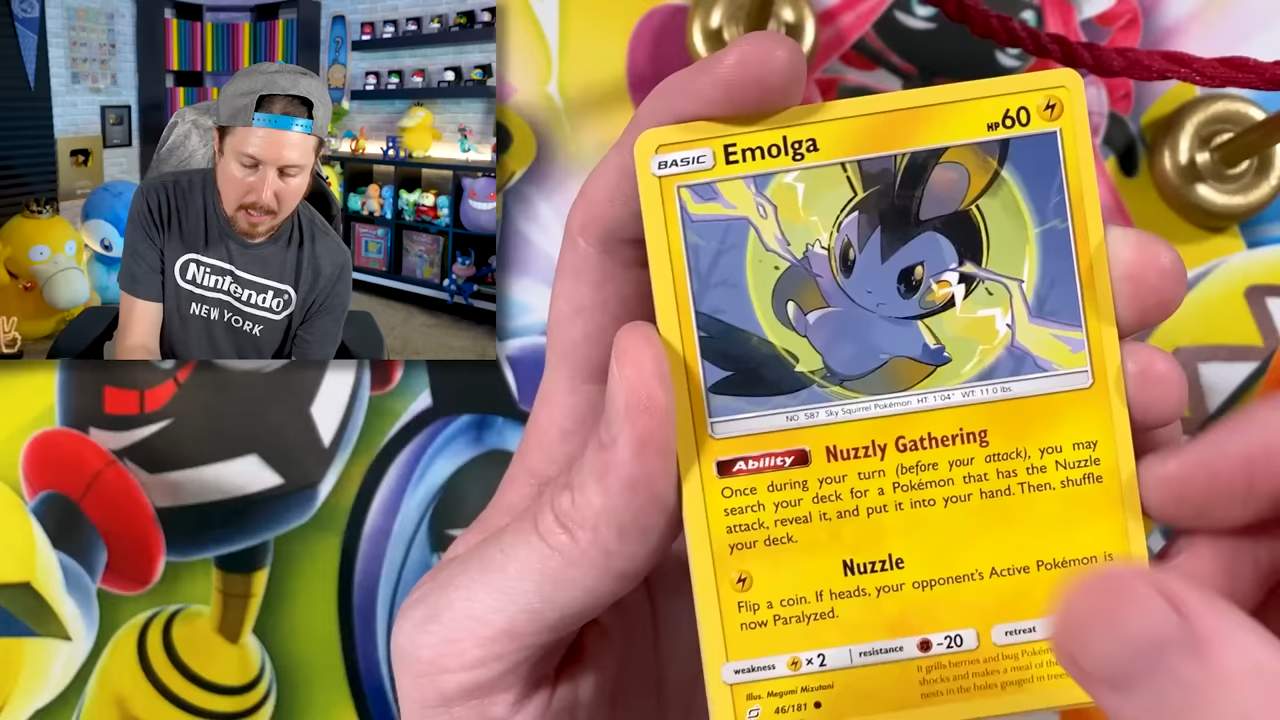 Nintendo
NEW YORK
BASIC Emolga HP60
NO. 587 Sky Squirrel Pokémon HT: 1'04" WT: 11.0 lbs.
Ability Nuzzly Gathering
Once during your turn (before your attack), you may
search your deck for a Pokémon that has the Nuzzle
attack, reveal it, and put it into your hand. Then, shuffle
your deck.
Nuzzle
Flip a coin. If heads, your opponent's Active Pokémon is
now Paralyzed.
weakness ×2 resistance -20 retreat
It grills berries and bug
shocks and makes a meal of
nests in the holes gouged in
Illus. Megumi Mizutani
46/181
?